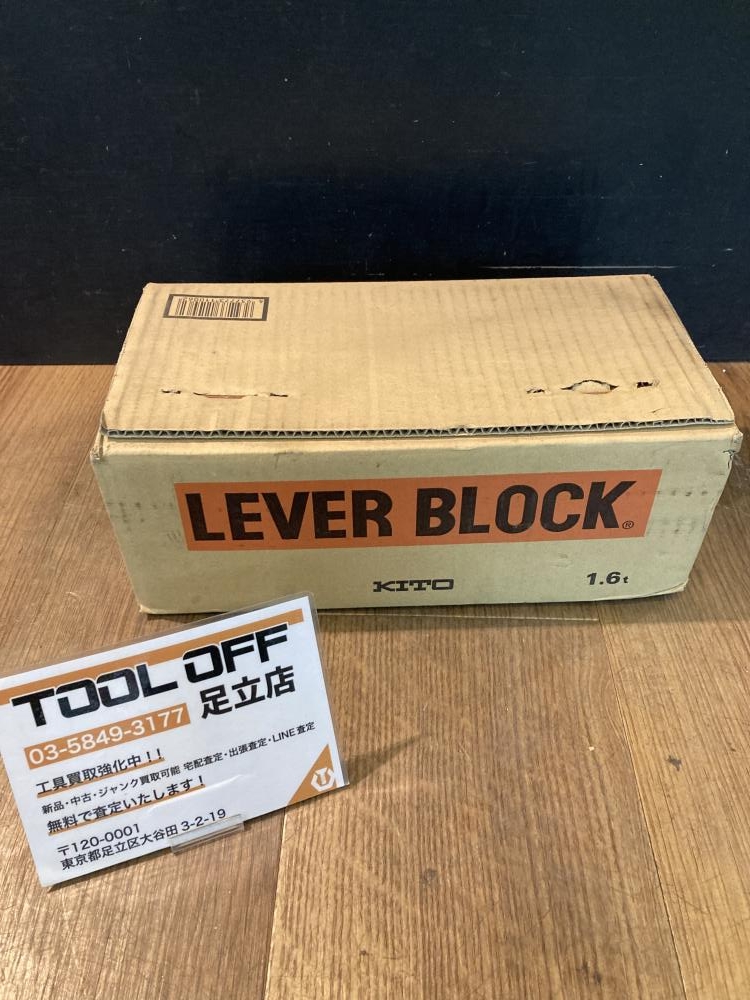 LEVER BLOCK®
KITO
1.6t
TOOL OFF
足立店
03-5849-3177
工具買取強化中!!
新品・中古・ジャンク買取可能 宅配査定・出張査定・LINE査定
無料で査定いたします!
〒120-0001
東京都足立区大谷田 3-2-19